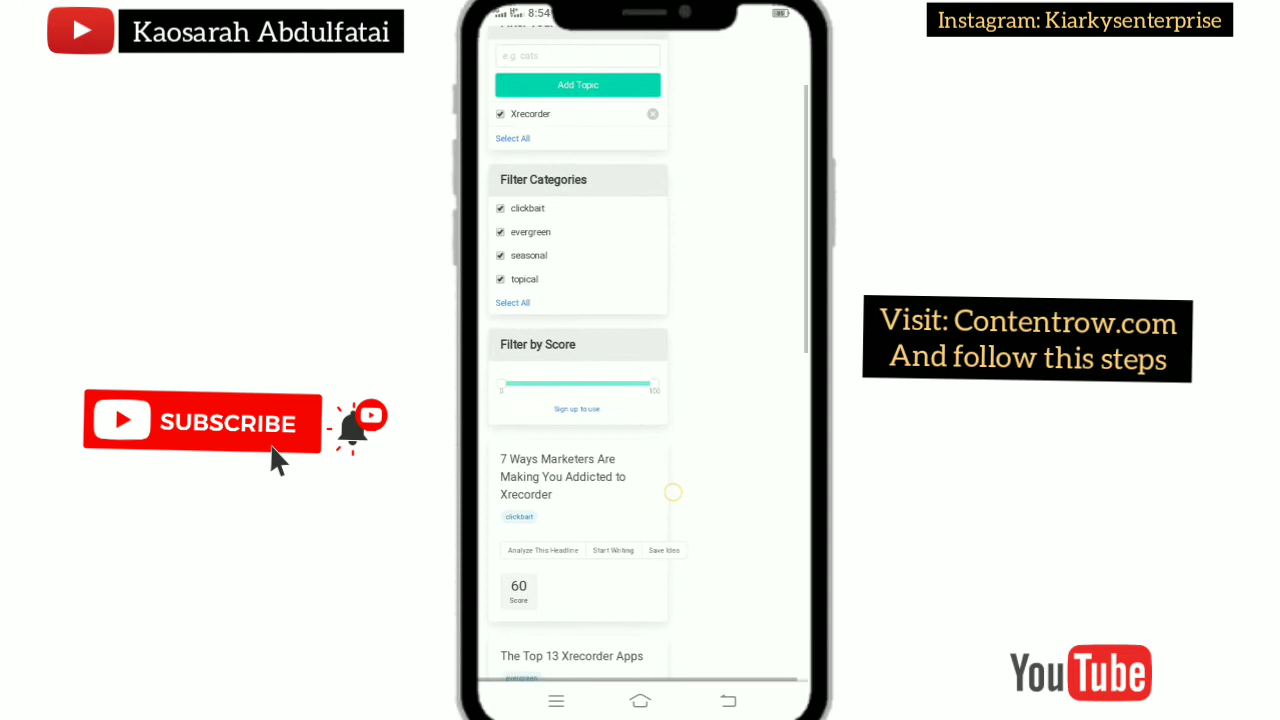 Kaosarah Abdulfatai
Instagram: Kiarkysenterprise
8:54
e.g. cats
Add Topic
Xrecorder
Select All
Filter Categories
clickbait
evergreen
seasonal
topical
Select All
Filter by Score
0
100
Sign up to use
7 Ways Marketers Are
Making You Addicted to
Xrecorder
clickbait
Analyze This Headline
Start Writing
Save Idea
60
Score
The Top 13 Xrecorder Apps
evergreen
Visit: Contentrow.com
And follow this steps
SUBSCRIBE
YouTube